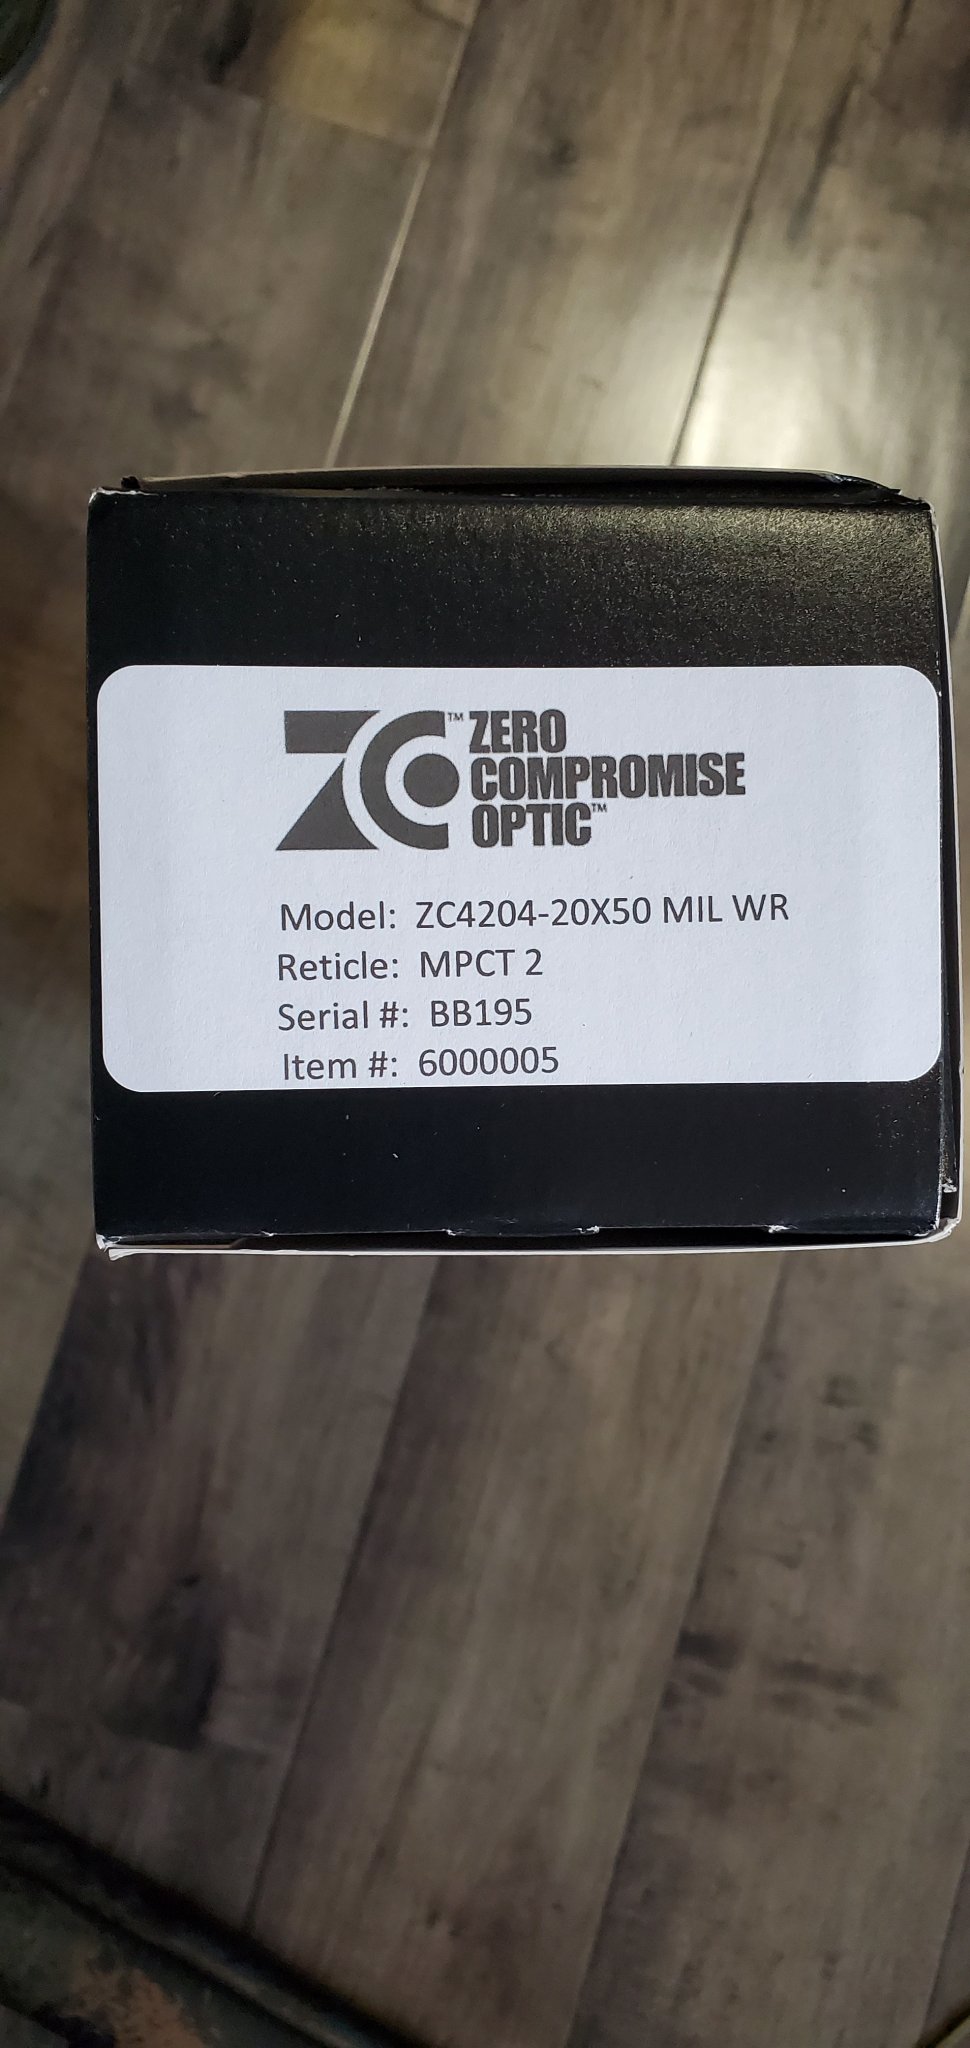 ZC™ ZERO
COMPROMISE
OPTIC™
Model: ZC4204-20X50 MIL WR
Reticle: MPCT 2
Serial #: BB195
Item #: 6000005